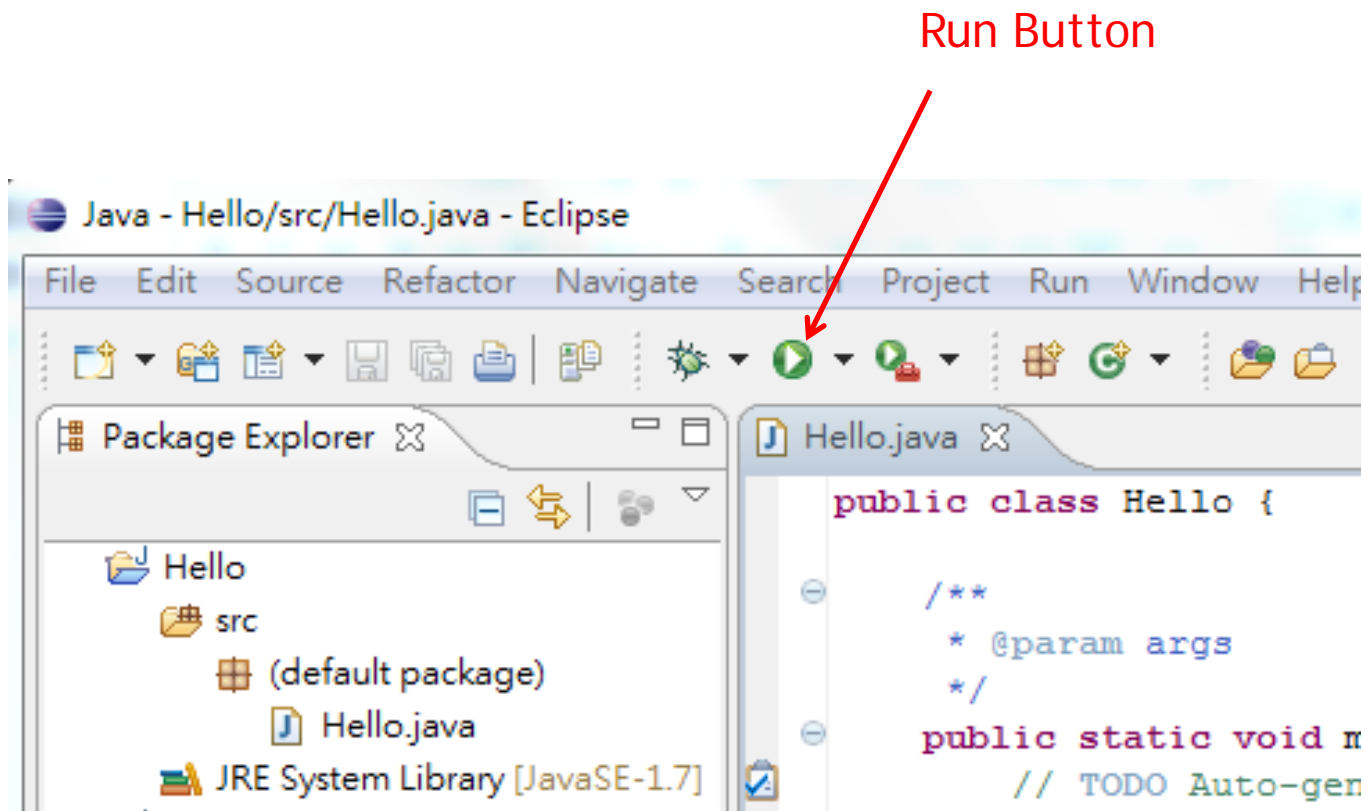 Run Button
Java - Hello/src/Hello.java - Eclipse
File Edit Source Refactor Navigate Search Project Run Window Help
Package Explorer
Hello.java
public class Hello {
Hello
/**
src
* @param args
(default package)
*/
Hello.java
public static void m
JRE System Library [JavaSE-1.7]
// TODO Auto-gen